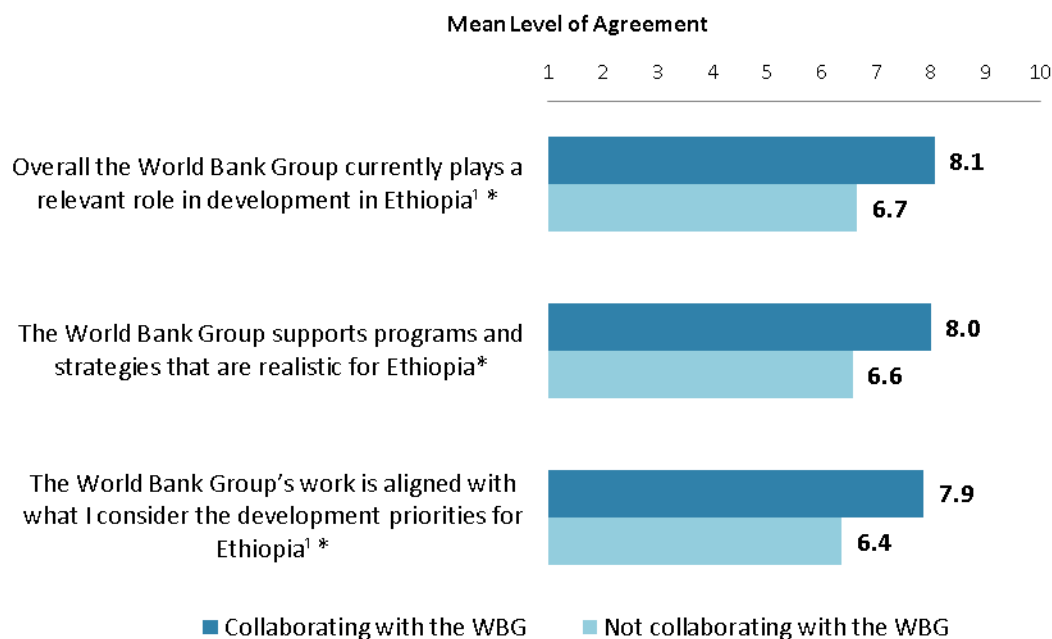 Mean Level of Agreement
1 2 3 4 5 6 7 8 9 10
Overall the World Bank Group currently plays a
relevant role in development in Ethiopia¹ *
8.1
6.7
The World Bank Group supports programs and
strategies that are realistic for Ethiopia*
8.0
6.6
The World Bank Group’s work is aligned with
what I consider the development priorities for
Ethiopia¹ *
7.9
6.4
Collaborating with the WBG Not collaborating with the WBG